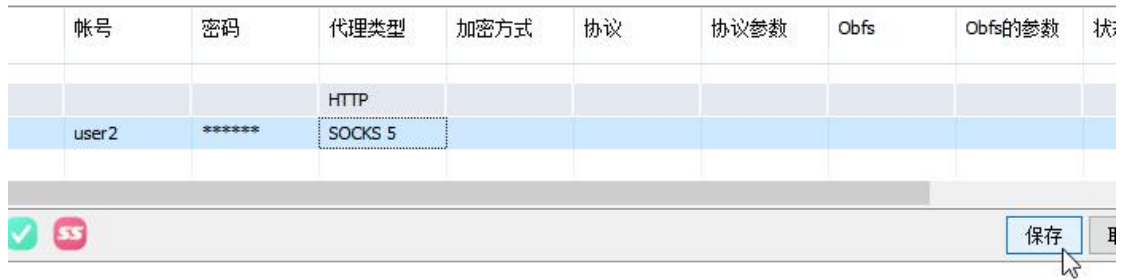 帐号 密码 代理类型 加密方式 协议 协议参数 Obfs Obfs的参数
HTTP
user2 ****** SOCKS 5
SS
保存